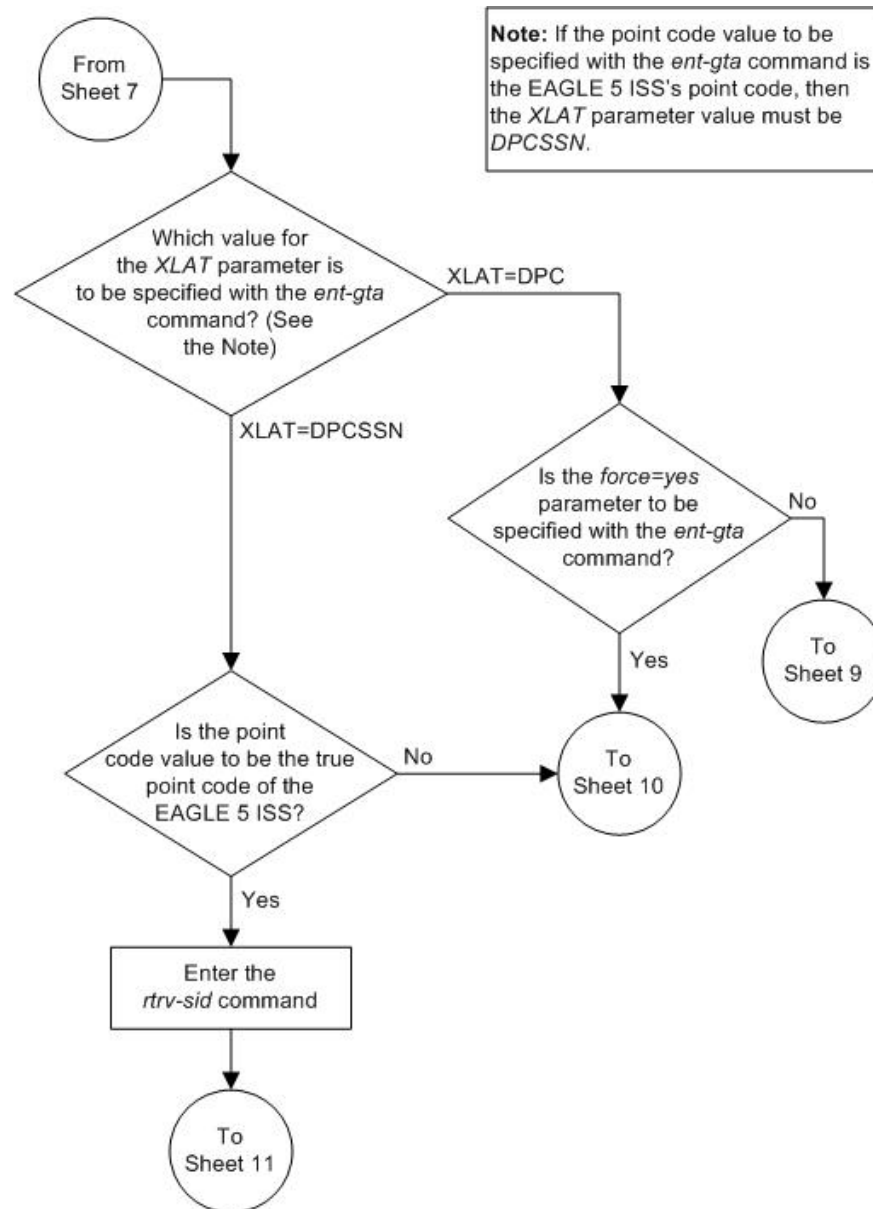 From
Sheet 7
Note: If the point code value to be
specified with the ent-gta command is
the EAGLE 5 ISS's point code, then
the XLAT parameter value must be
DPCSSN.
Which value for
the XLAT parameter is
to be specified with the ent-gta
command? (See
the Note)
XLAT=DPC
XLAT=DPCSSN
Is the force=yes
parameter to be
specified with the ent-gta
command?
No
To
Sheet 9
Yes
Is the point
code value to be the true
point code of the
EAGLE 5 ISS?
No
To
Sheet 10
Yes
Enter the
rtrv-sid command
To
Sheet 11